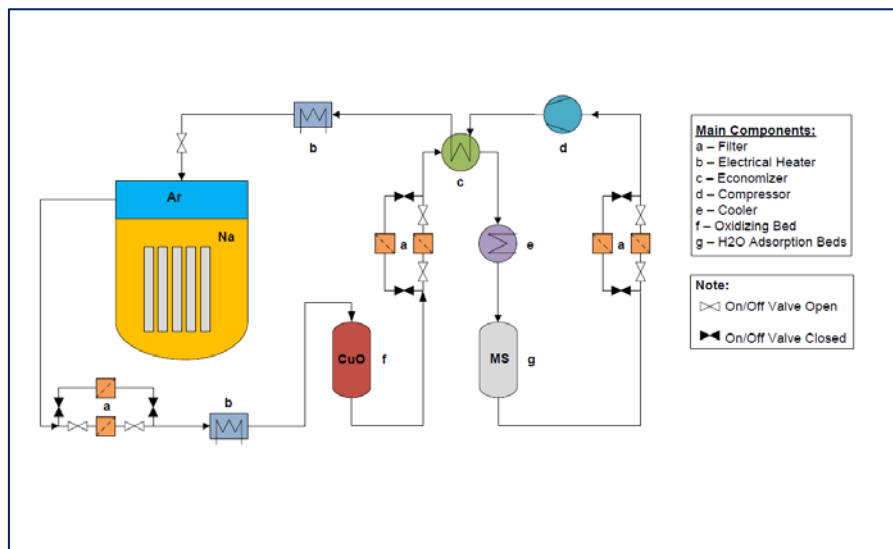 b
d
c
Ar
Na
a
a
e
CuO
f
MS
g
a
b
Main Components:
a – Filter
b – Electrical Heater
c – Economizer
d – Compressor
e – Cooler
f – Oxidizing Bed
g – H2O Adsorption Beds
Note:
On/Off Valve Open
On/Off Valve Closed